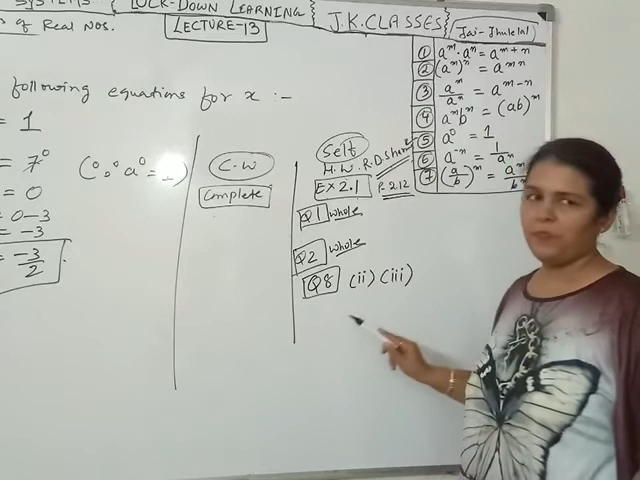 LOCK-DOWN LEARNING
J.K. CLASSES
of Real Nos.
LECTURE-13
Jai-Jhulelal
following equations for x :-
= 1
= 7⁰ (∵ a⁰ = 1)
= 0
= 0-3
= -3
= -3/2
C.W
Complete
Self
H.W. R.D. Sharma
EX 2.1 P-2.12
Q1 whole
Q2 whole
Q8 (ii) (iii)
① aᵐ·aⁿ = aᵐ⁺ⁿ
② (aᵐ)ⁿ = aᵐⁿ
③ aᵐ/aⁿ = aᵐ⁻ⁿ
④ aᵐbᵐ = (ab)ᵐ
⑤ a⁰ = 1
⑥ a⁻ⁿ = 1/aⁿ
⑦ (a/b)ᵐ = aᵐ/bᵐ